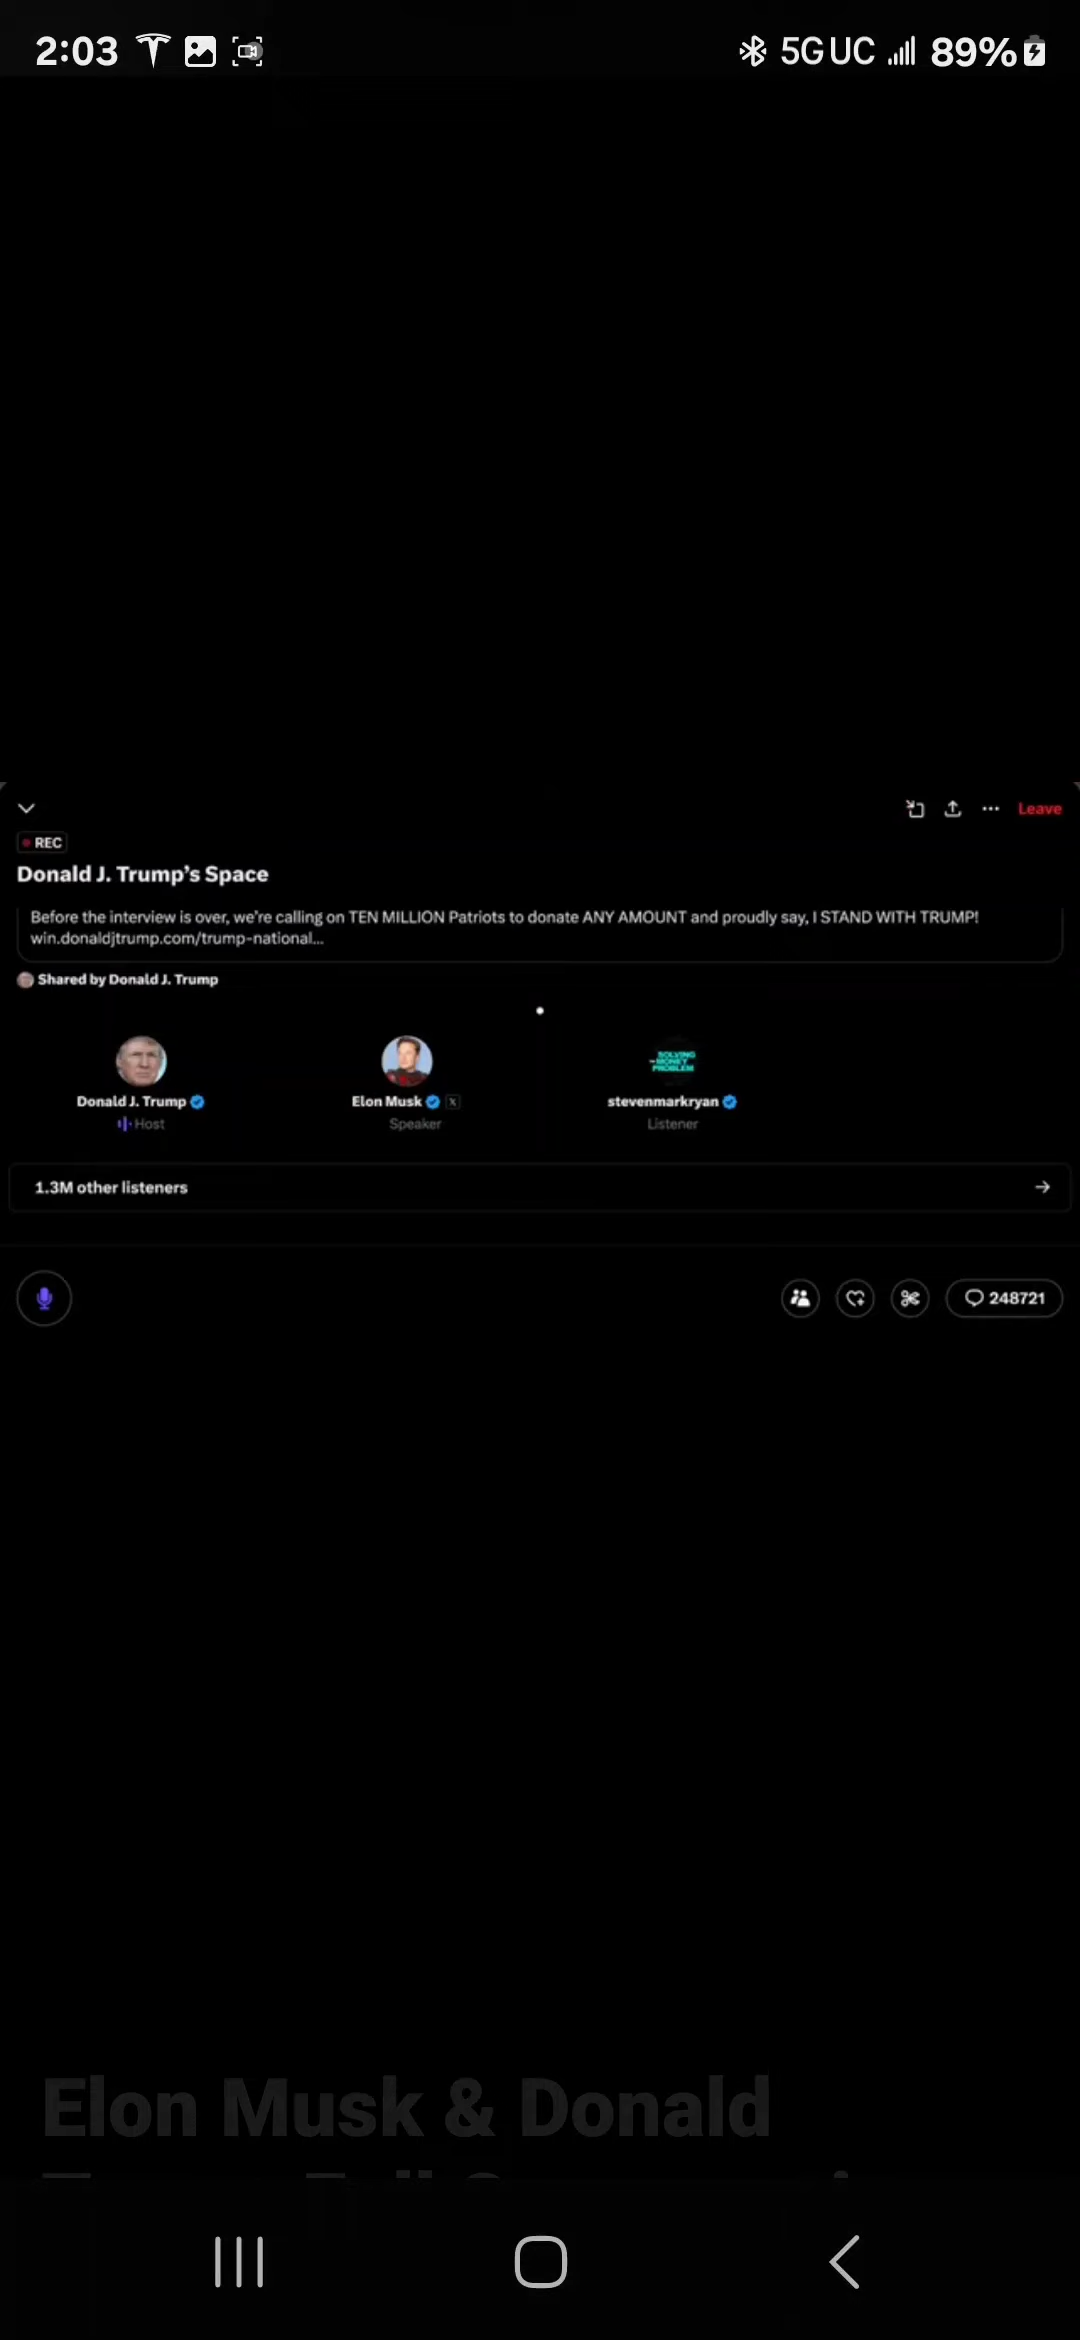 2:03
5G UC 89%
Leave
REC
Donald J. Trump's Space
Before the interview is over, we're calling on TEN MILLION Patriots to donate ANY AMOUNT and proudly say, I STAND WITH TRUMP!
win.donaldjtrump.com/trump-national...
Shared by Donald J. Trump
SOLVING
MONEY
PROBLEM
Donald J. Trump Elon Musk X stevenmarkryan
Host Speaker Listener
1.3M other listeners
248721
Elon Musk & Donald